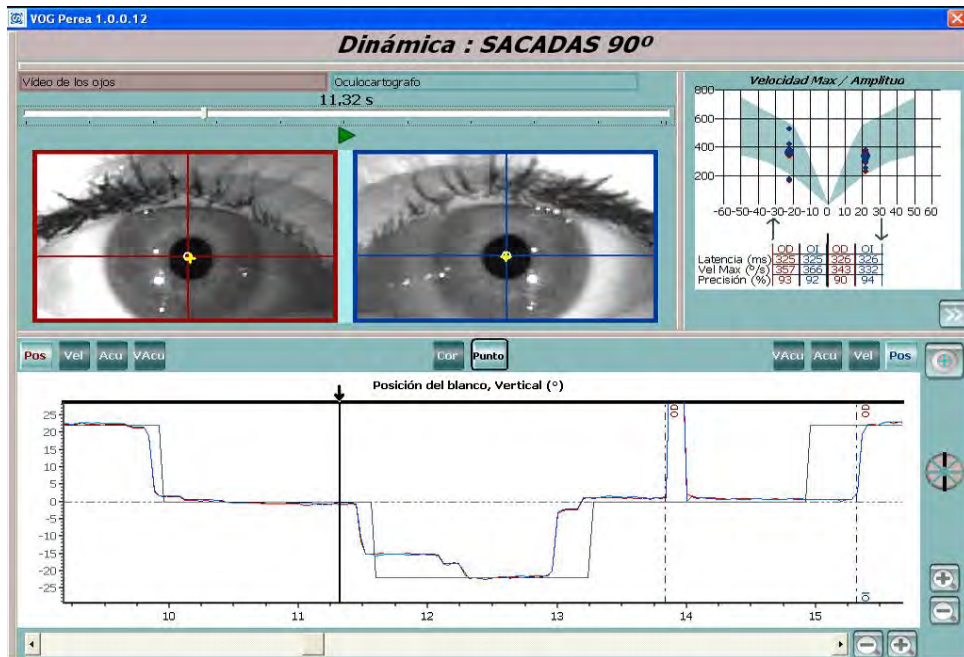 VOG Perea 1.0.0.12
Dinámica : SACADAS 90º
Vídeo de los ojos
Oculocartografo
11,32 s
Velocidad Max / Amplitud
800
600
400
200
-60-50-40-30-20 0 10 20 30 40 50 60
OD OI OD OI
Latencia (ms) 325 325 326 326
Vel Max (º/s) 357 366 343 332
Precisión (%) 93 92 90 94
>>
Pos Vel Acu VAcu Cor Punto VAcu Acu Vel Pos
Posición del blanco, Vertical (°)
25
20
15
10
5
0
-5
-10
-15
-20
-25
OD
OD
OI
10 11 12 13 14 15